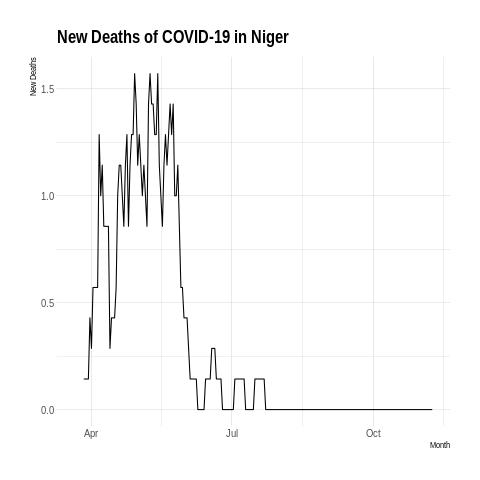 New Deaths of COVID-19 in Niger
New Deaths
1.5
1.0
0.5
0.0
Apr
Jul
Oct
Month